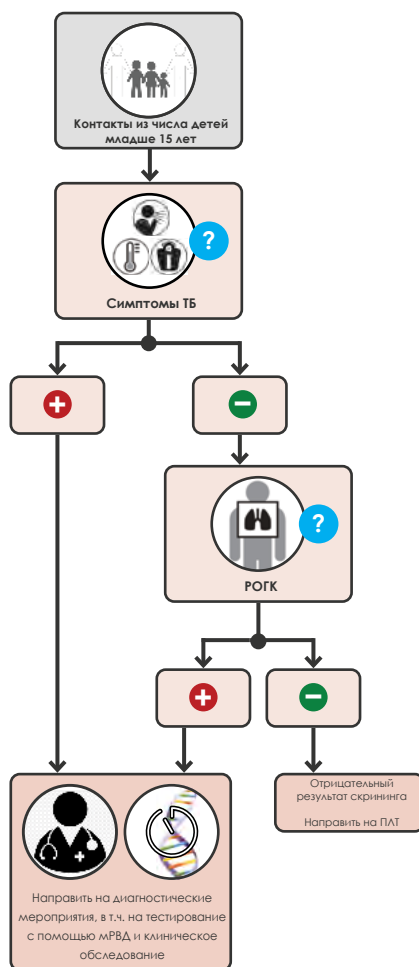 Контакты из числа детей
младше 15 лет
?
Симптомы ТБ
?
РОГК
Отрицательный
результат скрининга
Направить на ПЛТ
Направить на диагностические
мероприятия, в т.ч. на тестирование
с помощью мРВД и клиническое
обследование